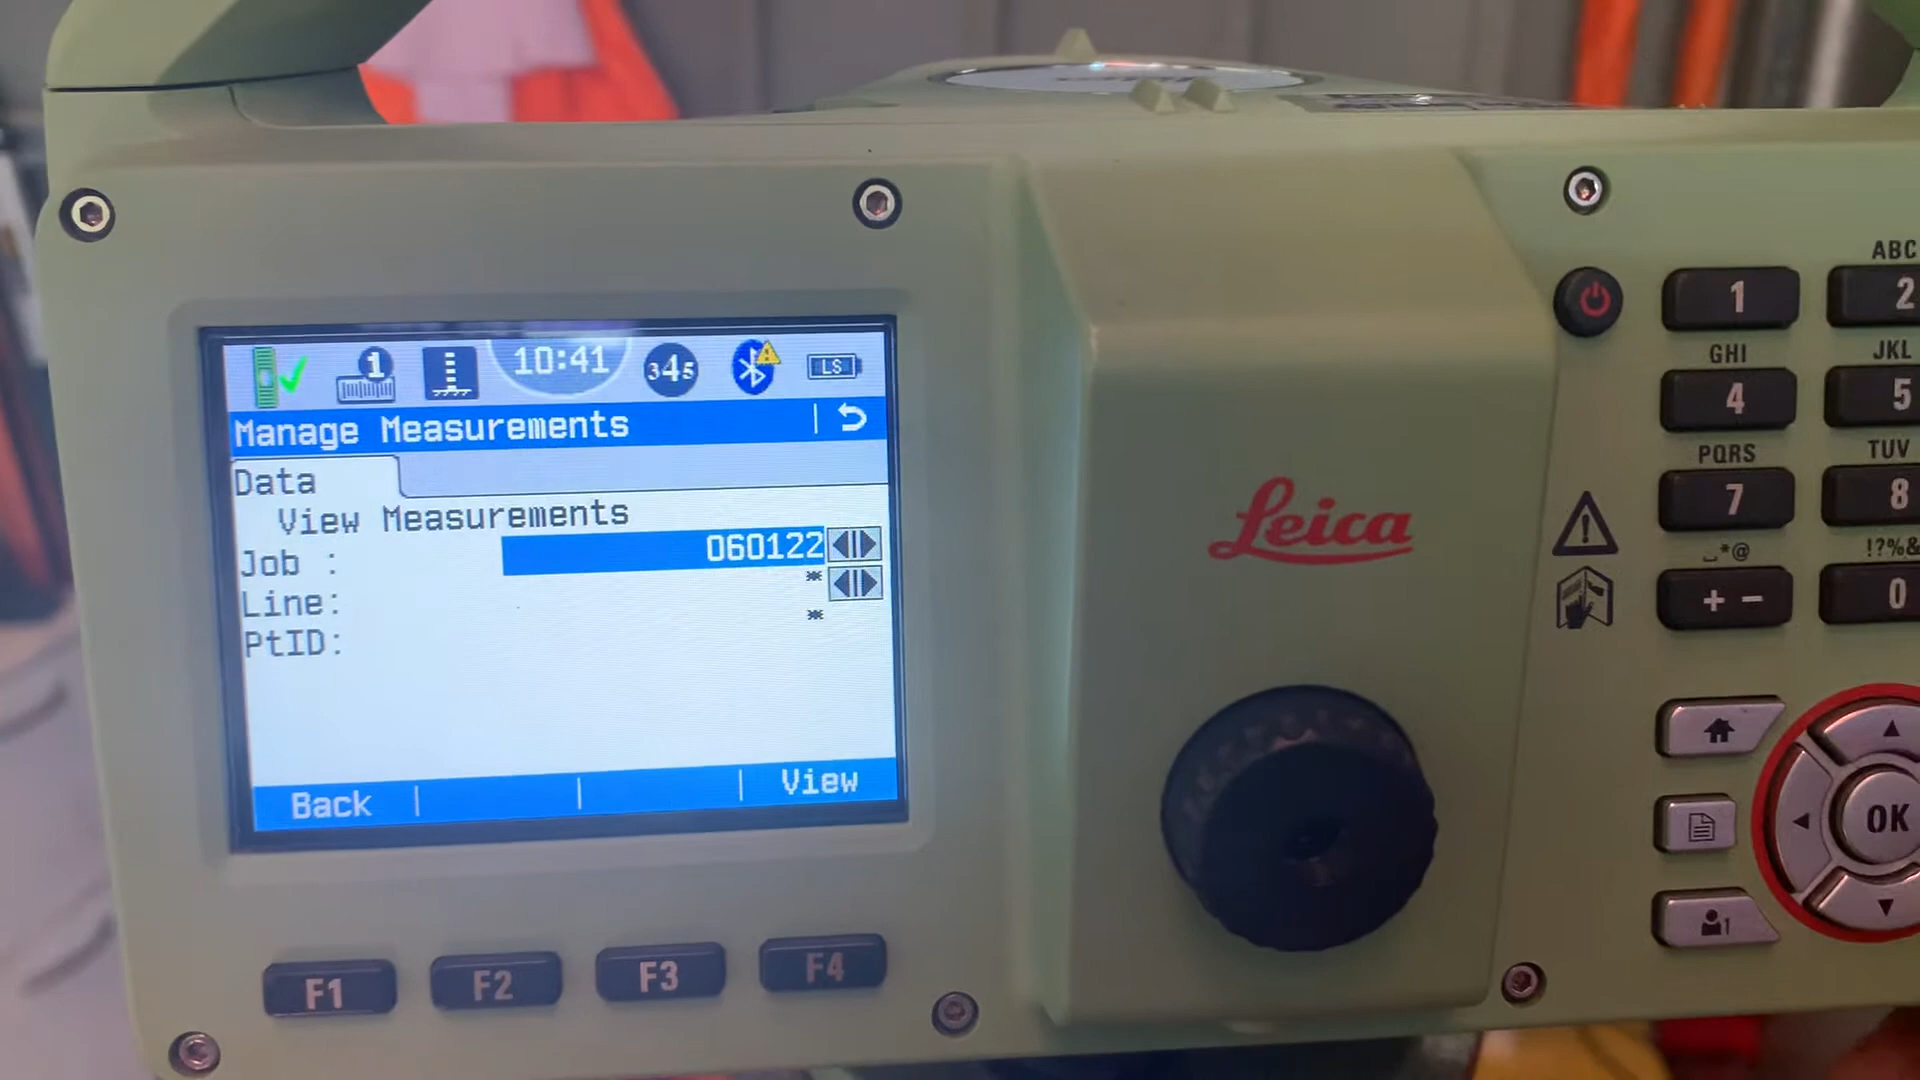 1
10:41
345
LS
Manage Measurements
Data
View Measurements
Job : 060122
Line: *
PtID: *
Back | | | View
F1 F2 F3 F4
Leica
ABC
1 2
GHI JKL
4 5
PQRS TUV
7 8
␣*@ !?%&
+ - 0
OK
1